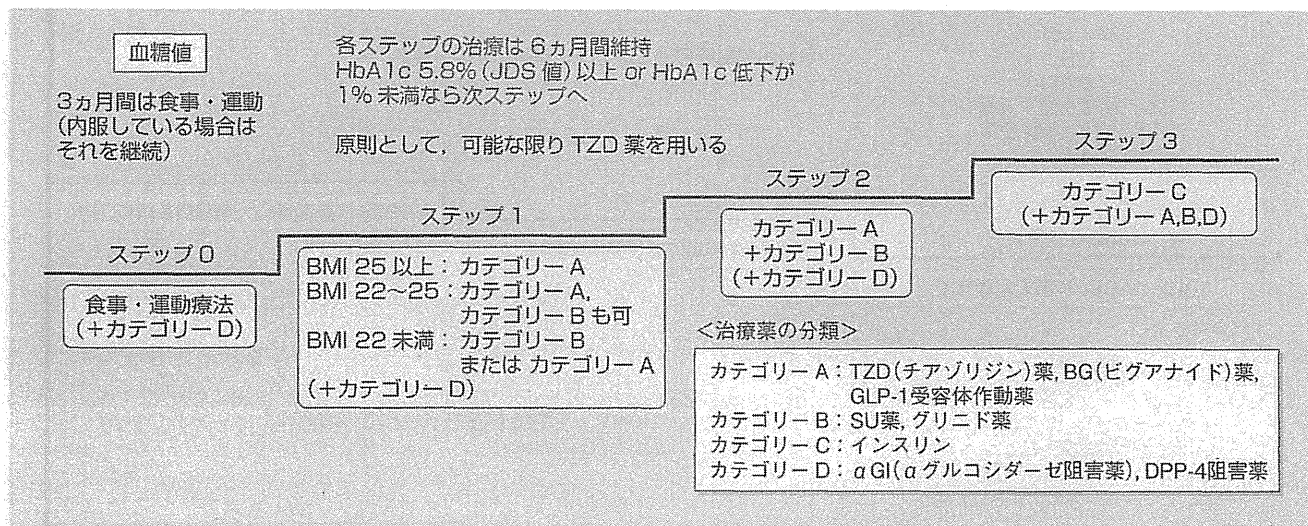 血糖値
3ヵ月間は食事・運動
(内服している場合は
それを継続)
各ステップの治療は6ヵ月間維持
HbA1c 5.8%(JDS値)以上 or HbA1c 低下が
1%未満なら次ステップへ
原則として，可能な限りTZD薬を用いる
ステップ0
食事・運動療法
(+カテゴリーD)
ステップ1
BMI 25以上：カテゴリーA
BMI 22〜25：カテゴリーA,
カテゴリーBも可
BMI 22未満：カテゴリーB
または カテゴリーA
(+カテゴリーD)
ステップ2
カテゴリーA
+カテゴリーB
(+カテゴリーD)
ステップ3
カテゴリーC
(+カテゴリーA,B,D)
<治療薬の分類>
カテゴリーA：TZD(チアゾリジン)薬, BG(ビグアナイド)薬,
GLP-1受容体作動薬
カテゴリーB：SU薬, グリニド薬
カテゴリーC：インスリン
カテゴリーD：αGI(αグルコシダーゼ阻害薬), DPP-4阻害薬